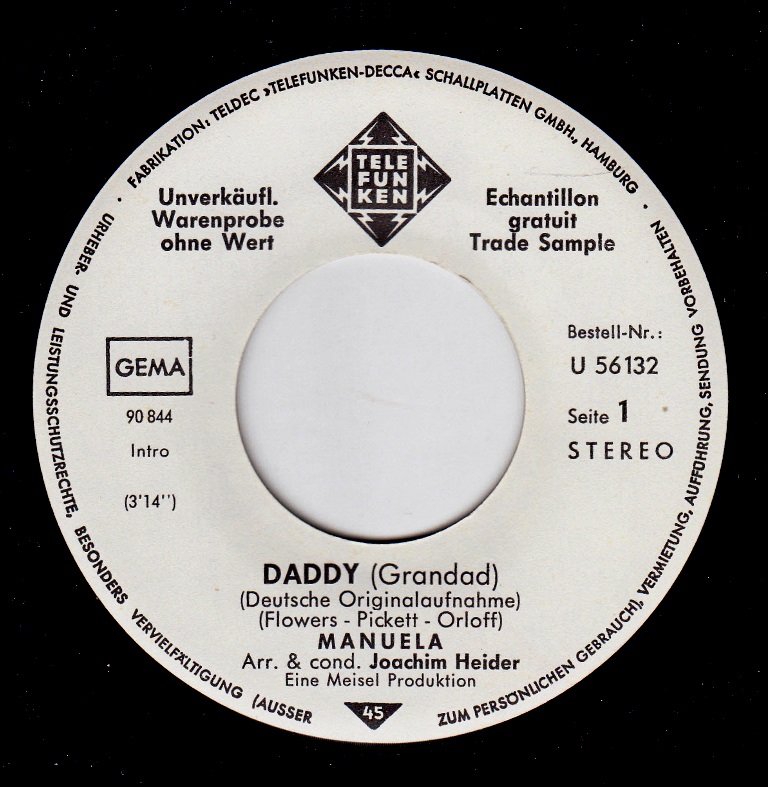 · FABRIKATION: TELDEC ›TELEFUNKEN-DECCA‹ SCHALLPLATTEN GMBH., HAMBURG ·
URHEBER- UND LEISTUNGSSCHUTZRECHTE, BESONDERS VERVIELFÄLTIGUNG (AUSSER ZUM PERSÖNLICHEN GEBRAUCH), VERMIETUNG, AUFFÜHRUNG, SENDUNG VORBEHALTEN
TELE
FUN
KEN
Unverkäufl.
Warenprobe
ohne Wert
Echantillon
gratuit
Trade Sample
GEMA
90 844
Intro
(3'14'')
Bestell-Nr.:
U 56132
Seite 1
STEREO
DADDY (Grandad)
(Deutsche Originalaufnahme)
(Flowers - Pickett - Orloff)
MANUELA
Arr. & cond. Joachim Heider
Eine Meisel Produktion
45